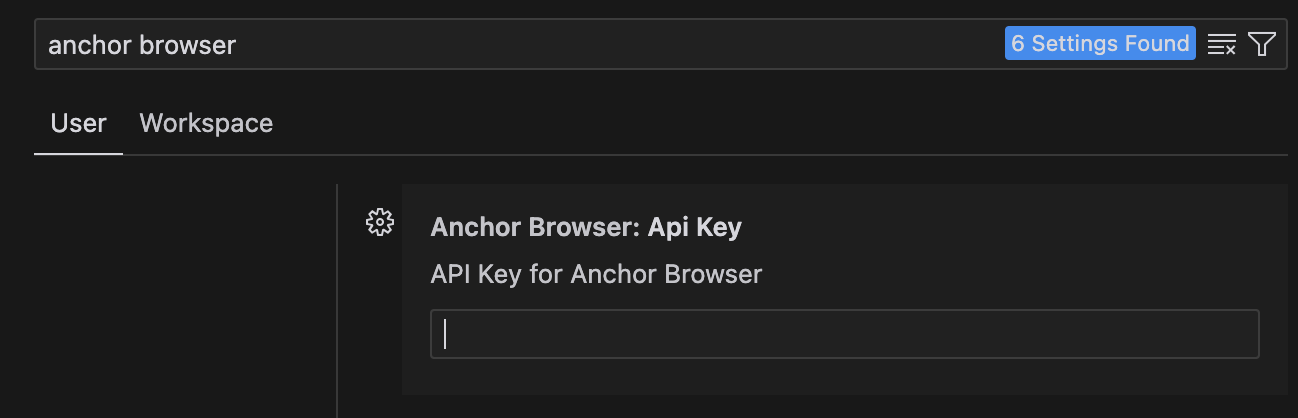 anchor browser
6 Settings Found
User
Workspace
Anchor Browser: Api Key
API Key for Anchor Browser